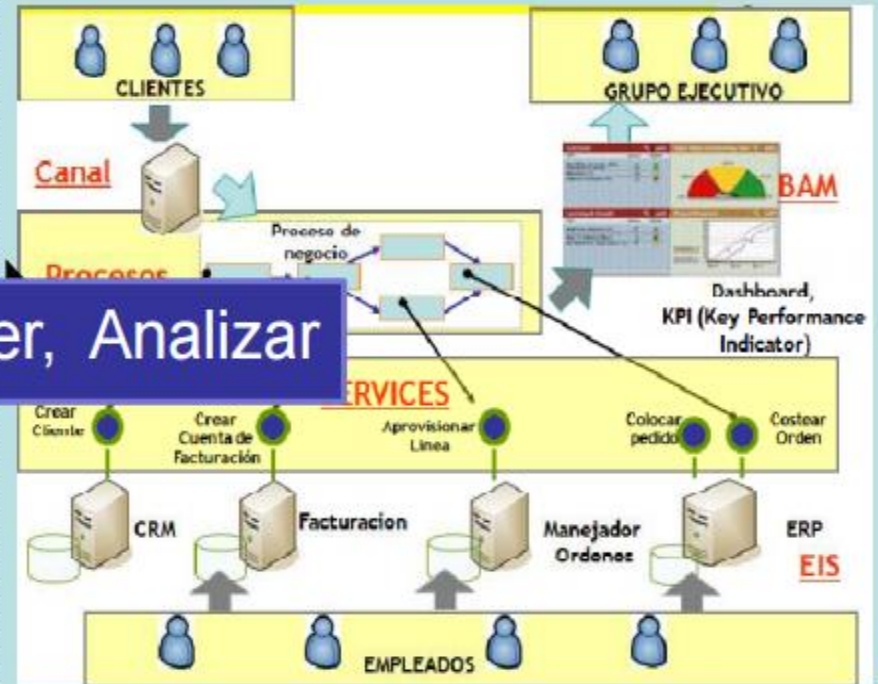 CLIENTES
GRUPO EJECUTIVO
Canal
BAM
Proceso de
negocio
Procesos
Dashboard,
KPI (Key Performance
Indicator)
er, Analizar
ERVICES
Crear
Cliente
Crear
Cuenta de
Facturación
Aprovisionar
Linea
Colocar
pedido
Costear
Orden
CRM
Facturacion
Manejador
Ordenes
ERP
EIS
EMPLEADOS